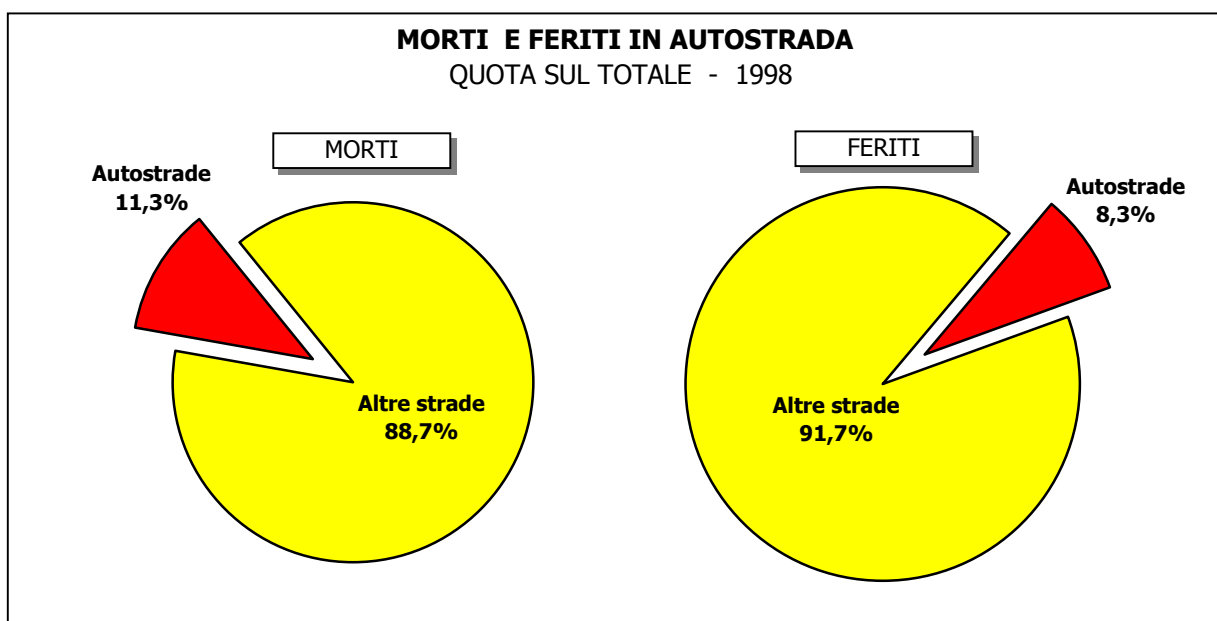 MORTI E FERITI IN AUTOSTRADA
QUOTA SUL TOTALE - 1998
MORTI
Autostrade
11,3%
Altre strade
88,7%
FERITI
Autostrade
8,3%
Altre strade
91,7%